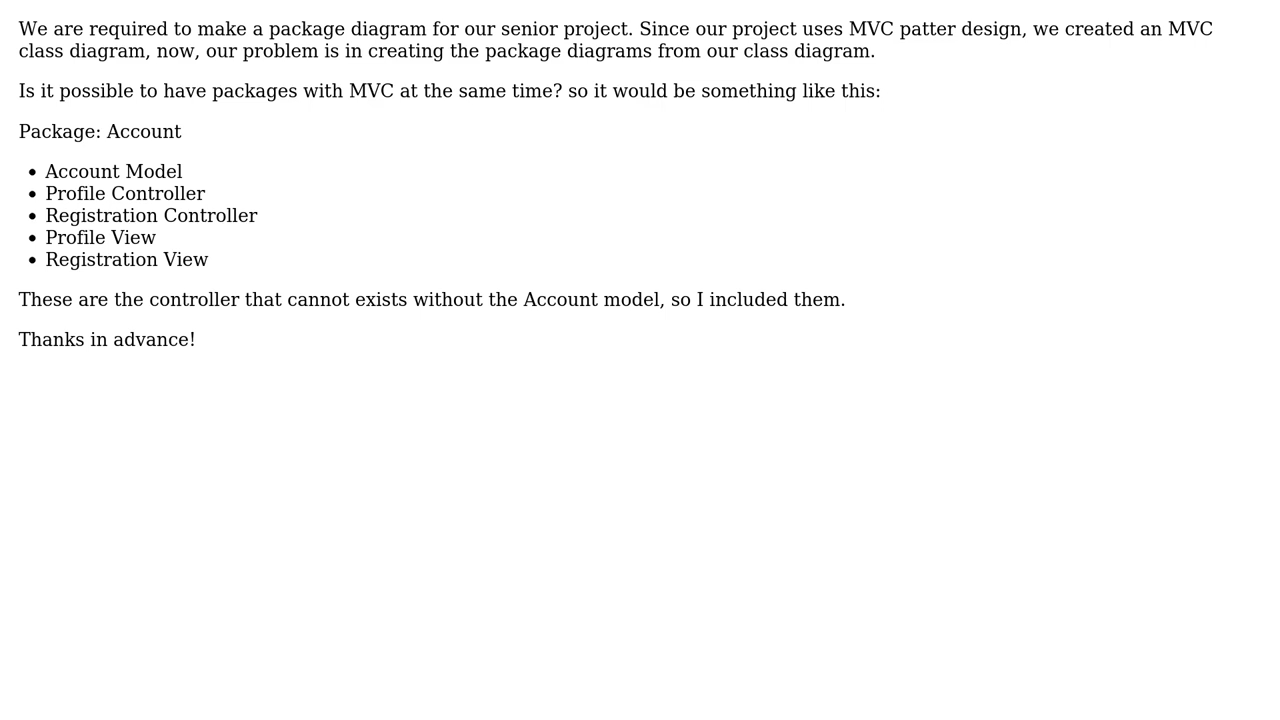 We are required to make a package diagram for our senior project. Since our project uses MVC patter design, we created an MVC
class diagram, now, our problem is in creating the package diagrams from our class diagram.
Is it possible to have packages with MVC at the same time? so it would be something like this:
Package: Account
• Account Model
• Profile Controller
• Registration Controller
• Profile View
• Registration View
These are the controller that cannot exists without the Account model, so I included them.
Thanks in advance!